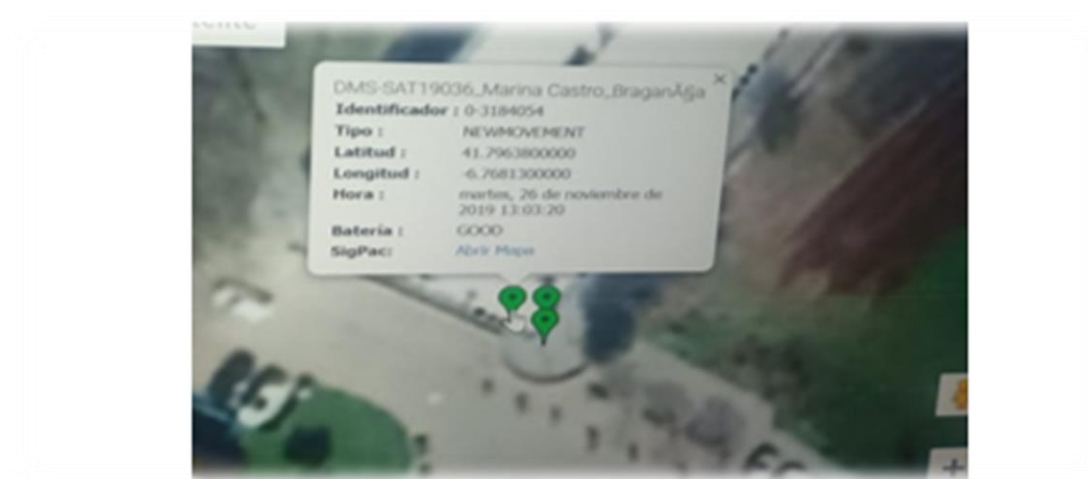 DMS-SAT19036_Marina Castro_BraganÃ§a
Identificador : 0-3184054
Tipo : NEWMOVEMENT
Latitud : 41.7963800000
Longitud : -6.7681300000
Hora : martes, 26 de noviembre de
2019 13:03:20
Bateria : GOOD
SigPac: Abrir Mapa